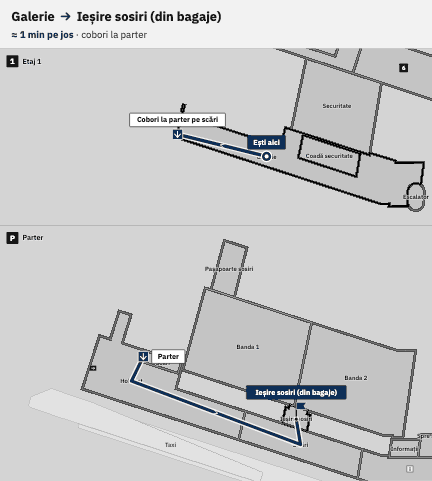 Galerie → Ieșire sosiri (din bagaje)
≈ 1 min pe jos · cobori la parter
1 Etaj 1
6
Securitate
Cobori la parter pe scări
Ești aici
Coadă securitate
Escalator
P Parter
Pașapoarte sosiri
Banda 1
Parter
Banda 2
Ieșire sosiri (din bagaje)
Taxi
Informații